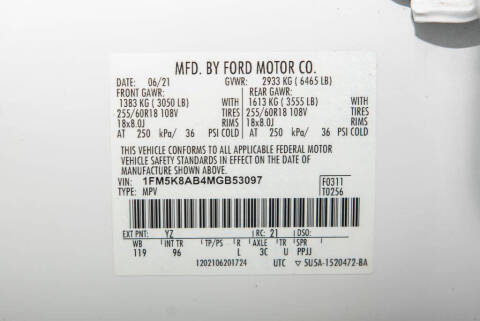 MFD. BY FORD MOTOR CO.
DATE: 06/21 GVWR: 2933 KG ( 6465 LB)
FRONT GAWR: REAR GAWR:
1383 KG ( 3050 LB) WITH 1613 KG ( 3555 LB) WITH
255/60R18 108V TIRES 255/60R18 108V TIRES
18x8.0J RIMS 18x8.0J RIMS
AT 250 kPa/ 36 PSI COLD AT 250 kPa/ 36 PSI COLD
THIS VEHICLE CONFORMS TO ALL APPLICABLE FEDERAL MOTOR
VEHICLE SAFETY STANDARDS IN EFFECT ON THE DATE OF
MANUFACTURE SHOWN ABOVE.
VIN: 1FM5K8AB4MGB53097 F0311
TYPE: MPV T0256
EXT PNT: YZ RC: 21 DSO:
WB INT TR TP/PS R AXLE TR SPR
119 96 L 3C U PPJJ
1202106201724 UTC 5U5A-1520472-BA